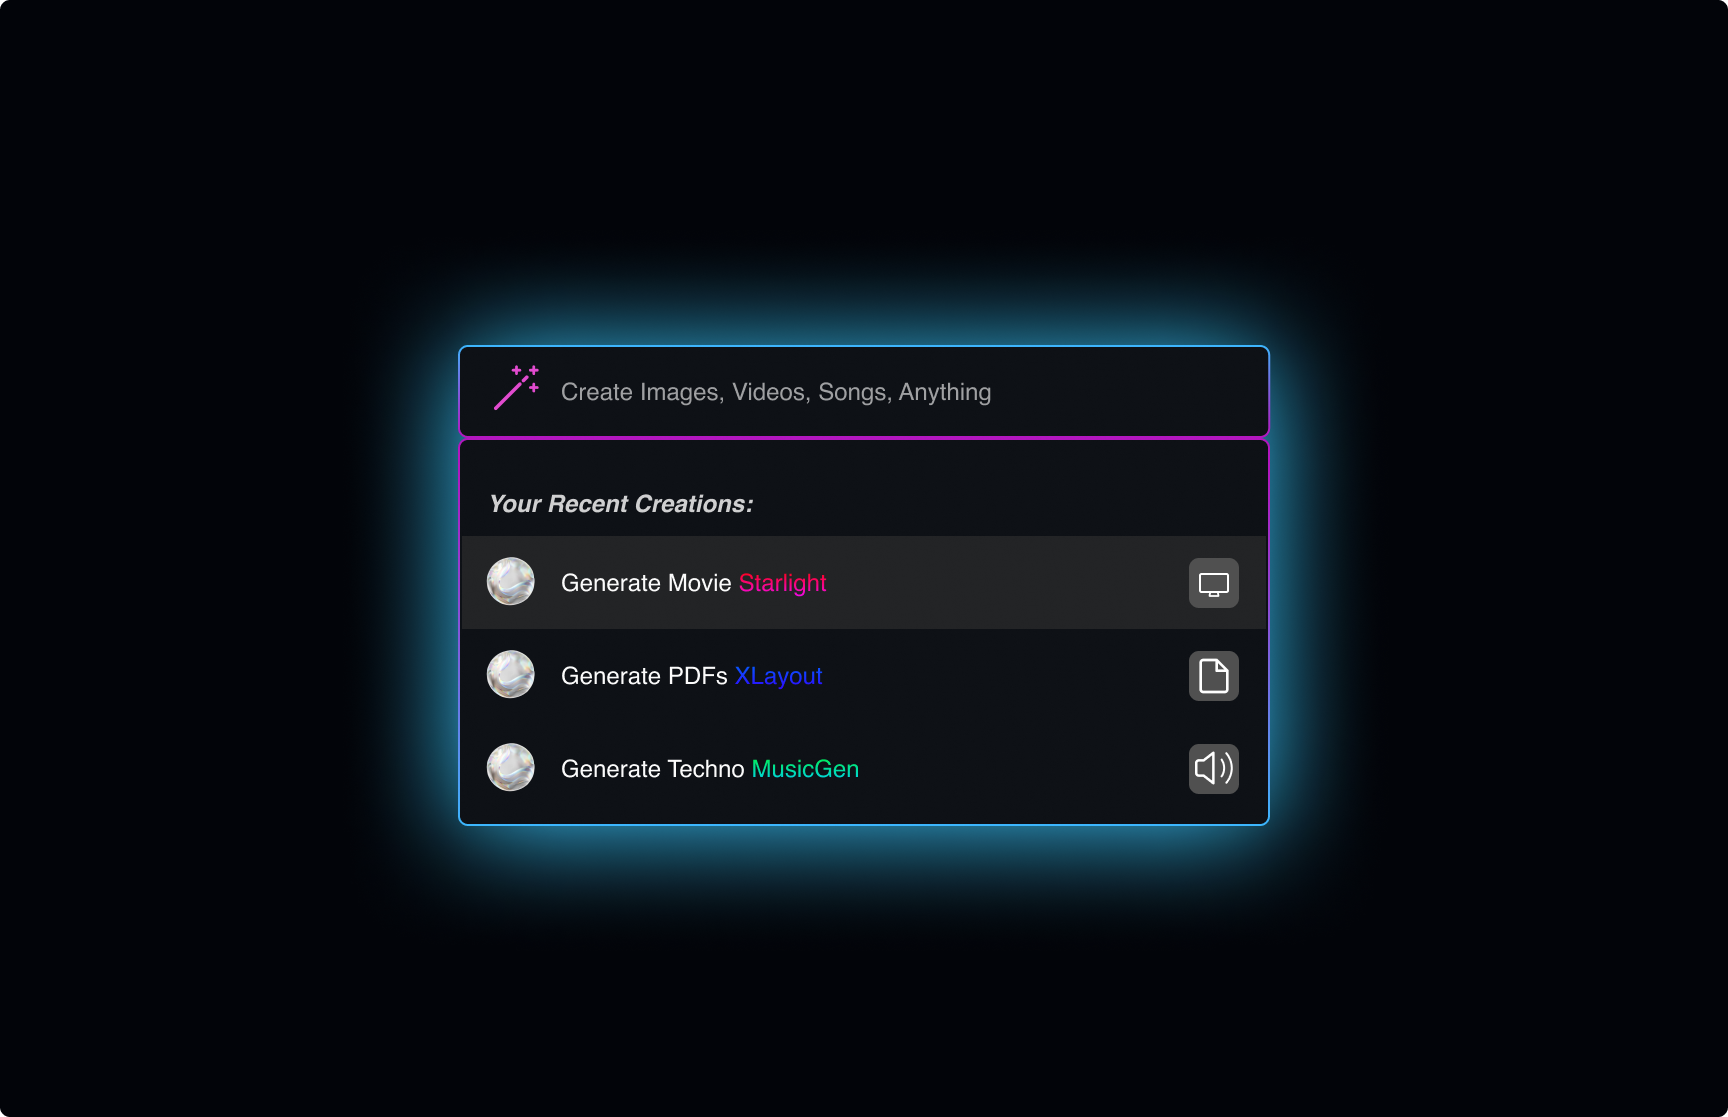 Create Images, Videos, Songs, Anything
Your Recent Creations:
Generate Movie Starlight
Generate PDFs XLayout
Generate Techno MusicGen